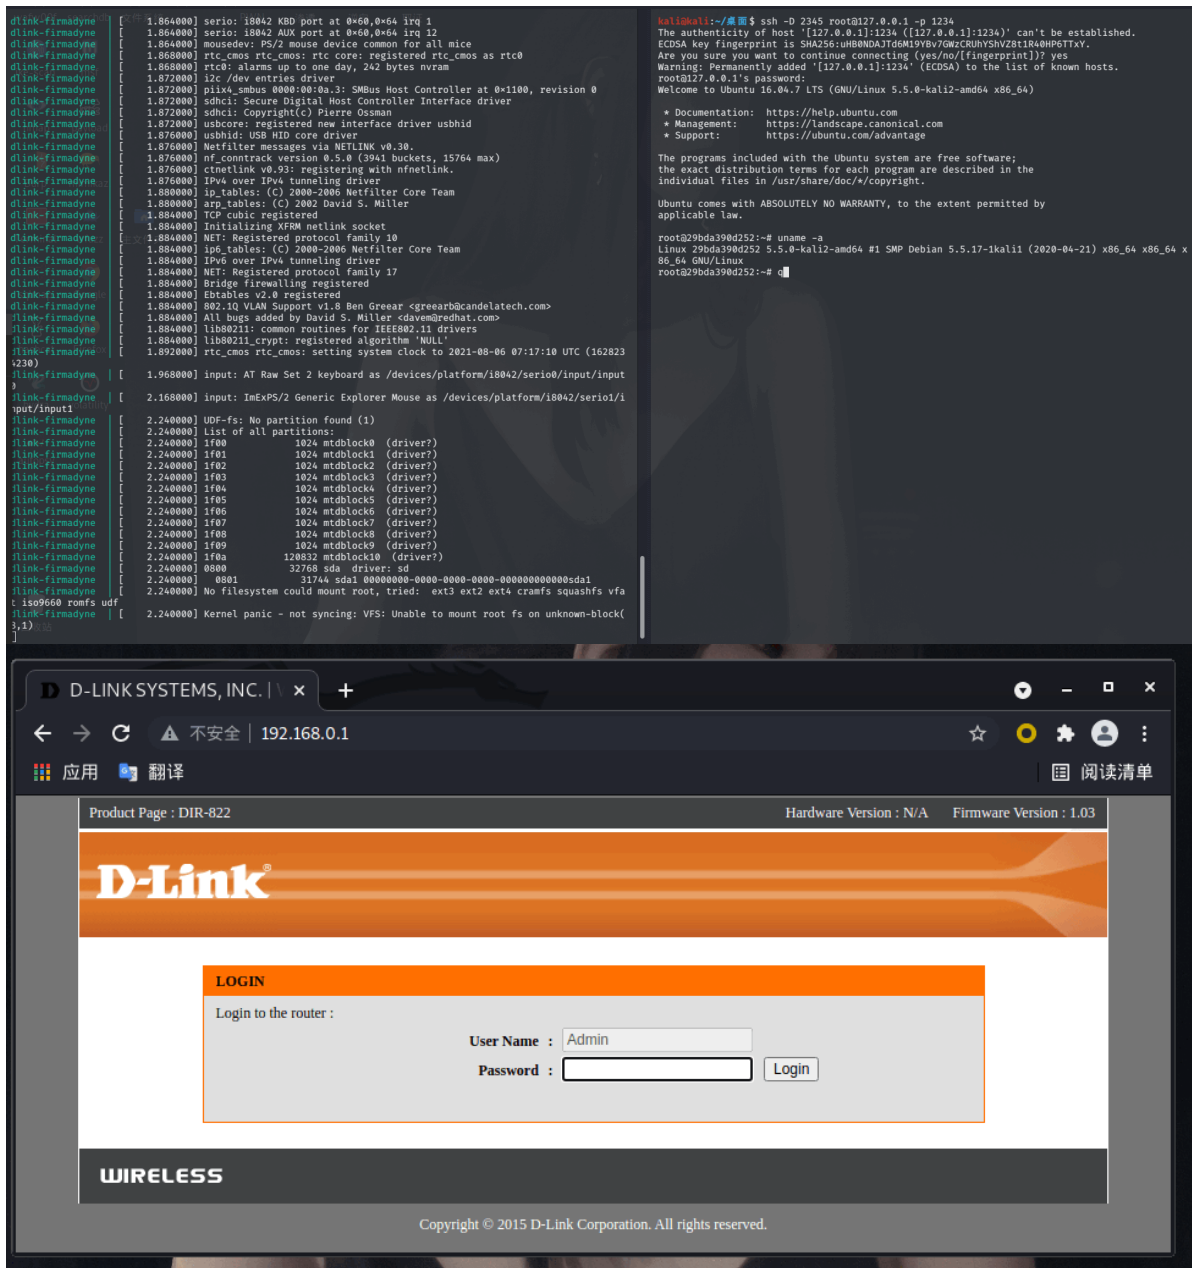 dlink-firmadyne | [    1.864000] serio: i8042 KBD port at 0×60,0×64 irq 1
dlink-firmadyne | [    1.864000] serio: i8042 AUX port at 0×60,0×64 irq 12
dlink-firmadyne | [    1.864000] mousedev: PS/2 mouse device common for all mice
dlink-firmadyne | [    1.868000] rtc_cmos rtc_cmos: rtc core: registered rtc_cmos as rtc0
dlink-firmadyne | [    1.868000] rtc0: alarms up to one day, 242 bytes nvram
dlink-firmadyne | [    1.872000] i2c /dev entries driver
dlink-firmadyne | [    1.872000] piix4_smbus 0000:00:0a.3: SMBus Host Controller at 0×1100, revision 0
dlink-firmadyne | [    1.872000] sdhci: Secure Digital Host Controller Interface driver
dlink-firmadyne | [    1.872000] sdhci: Copyright(c) Pierre Ossman
dlink-firmadyne | [    1.872000] usbcore: registered new interface driver usbhid
dlink-firmadyne | [    1.876000] usbhid: USB HID core driver
dlink-firmadyne | [    1.876000] Netfilter messages via NETLINK v0.30.
dlink-firmadyne | [    1.876000] nf_conntrack version 0.5.0 (3941 buckets, 15764 max)
dlink-firmadyne | [    1.876000] ctnetlink v0.93: registering with nfnetlink.
dlink-firmadyne | [    1.876000] IPv4 over IPv4 tunneling driver
dlink-firmadyne | [    1.880000] ip_tables: (C) 2000-2006 Netfilter Core Team
dlink-firmadyne | [    1.880000] arp_tables: (C) 2002 David S. Miller
dlink-firmadyne | [    1.884000] TCP cubic registered
dlink-firmadyne | [    1.884000] Initializing XFRM netlink socket
dlink-firmadyne | [    1.884000] NET: Registered protocol family 10
dlink-firmadyne | [    1.884000] ip6_tables: (C) 2000-2006 Netfilter Core Team
dlink-firmadyne | [    1.884000] IPv6 over IPv4 tunneling driver
dlink-firmadyne | [    1.884000] NET: Registered protocol family 17
dlink-firmadyne | [    1.884000] Bridge firewalling registered
dlink-firmadyne | [    1.884000] Ebtables v2.0 registered
dlink-firmadyne | [    1.884000] 802.1Q VLAN Support v1.8 Ben Greear <greearb@candelatech.com>
dlink-firmadyne | [    1.884000] All bugs added by David S. Miller <davem@redhat.com>
dlink-firmadyne | [    1.884000] lib80211: common routines for IEEE802.11 drivers
dlink-firmadyne | [    1.884000] lib80211_crypt: registered algorithm 'NULL'
dlink-firmadyne | [    1.892000] rtc_cmos rtc_cmos: setting system clock to 2021-08-06 07:17:10 UTC (162823
4230)
dlink-firmadyne | [    1.968000] input: AT Raw Set 2 keyboard as /devices/platform/i8042/serio0/input/input
0
dlink-firmadyne | [    2.168000] input: ImExPS/2 Generic Explorer Mouse as /devices/platform/i8042/serio1/i
nput/input1
dlink-firmadyne | [    2.240000] UDF-fs: No partition found (1)
dlink-firmadyne | [    2.240000] List of all partitions:
dlink-firmadyne | [    2.240000] 1f00            1024 mtdblock0  (driver?)
dlink-firmadyne | [    2.240000] 1f01            1024 mtdblock1  (driver?)
dlink-firmadyne | [    2.240000] 1f02            1024 mtdblock2  (driver?)
dlink-firmadyne | [    2.240000] 1f03            1024 mtdblock3  (driver?)
dlink-firmadyne | [    2.240000] 1f04            1024 mtdblock4  (driver?)
dlink-firmadyne | [    2.240000] 1f05            1024 mtdblock5  (driver?)
dlink-firmadyne | [    2.240000] 1f06            1024 mtdblock6  (driver?)
dlink-firmadyne | [    2.240000] 1f07            1024 mtdblock7  (driver?)
dlink-firmadyne | [    2.240000] 1f08            1024 mtdblock8  (driver?)
dlink-firmadyne | [    2.240000] 1f09            1024 mtdblock9  (driver?)
dlink-firmadyne | [    2.240000] 1f0a          120832 mtdblock10  (driver?)
dlink-firmadyne | [    2.240000] 0800           32768 sda  driver: sd
dlink-firmadyne | [    2.240000]   0801           31744 sda1 00000000-0000-0000-0000-000000000000sda1
dlink-firmadyne | [    2.240000] No filesystem could mount root, tried:  ext3 ext2 ext4 cramfs squashfs vfa
t iso9660 romfs udf
dlink-firmadyne | [    2.240000] Kernel panic - not syncing: VFS: Unable to mount root fs on unknown-block(
8,1)
kali@kali:~/桌面$ ssh -D 2345 root@127.0.0.1 -p 1234
The authenticity of host '[127.0.0.1]:1234 ([127.0.0.1]:1234)' can't be established.
ECDSA key fingerprint is SHA256:uHB0NDAJTd6M19YBv7GWzCRUhYShVZ8t1R40HP6TTxY.
Are you sure you want to continue connecting (yes/no/[fingerprint])? yes
Warning: Permanently added '[127.0.0.1]:1234' (ECDSA) to the list of known hosts.
root@127.0.0.1's password:
Welcome to Ubuntu 16.04.7 LTS (GNU/Linux 5.5.0-kali2-amd64 x86_64)
* Documentation:  https://help.ubuntu.com
* Management:     https://landscape.canonical.com
* Support:        https://ubuntu.com/advantage
The programs included with the Ubuntu system are free software;
the exact distribution terms for each program are described in the
individual files in /usr/share/doc/*/copyright.
Ubuntu comes with ABSOLUTELY NO WARRANTY, to the extent permitted by
applicable law.
root@29bda390d252:~# uname -a
Linux 29bda390d252 5.5.0-kali2-amd64 #1 SMP Debian 5.5.17-1kali1 (2020-04-21) x86_64 x86_64 x
86_64 GNU/Linux
root@29bda390d252:~# q
D-LINK SYSTEMS, INC. |
不安全 | 192.168.0.1
应用 翻译 阅读清单
Product Page : DIR-822 Hardware Version : N/A Firmware Version : 1.03
D-Link®
LOGIN
Login to the router :
User Name : Admin
Password : Login
WIRELESS
Copyright © 2015 D-Link Corporation. All rights reserved.